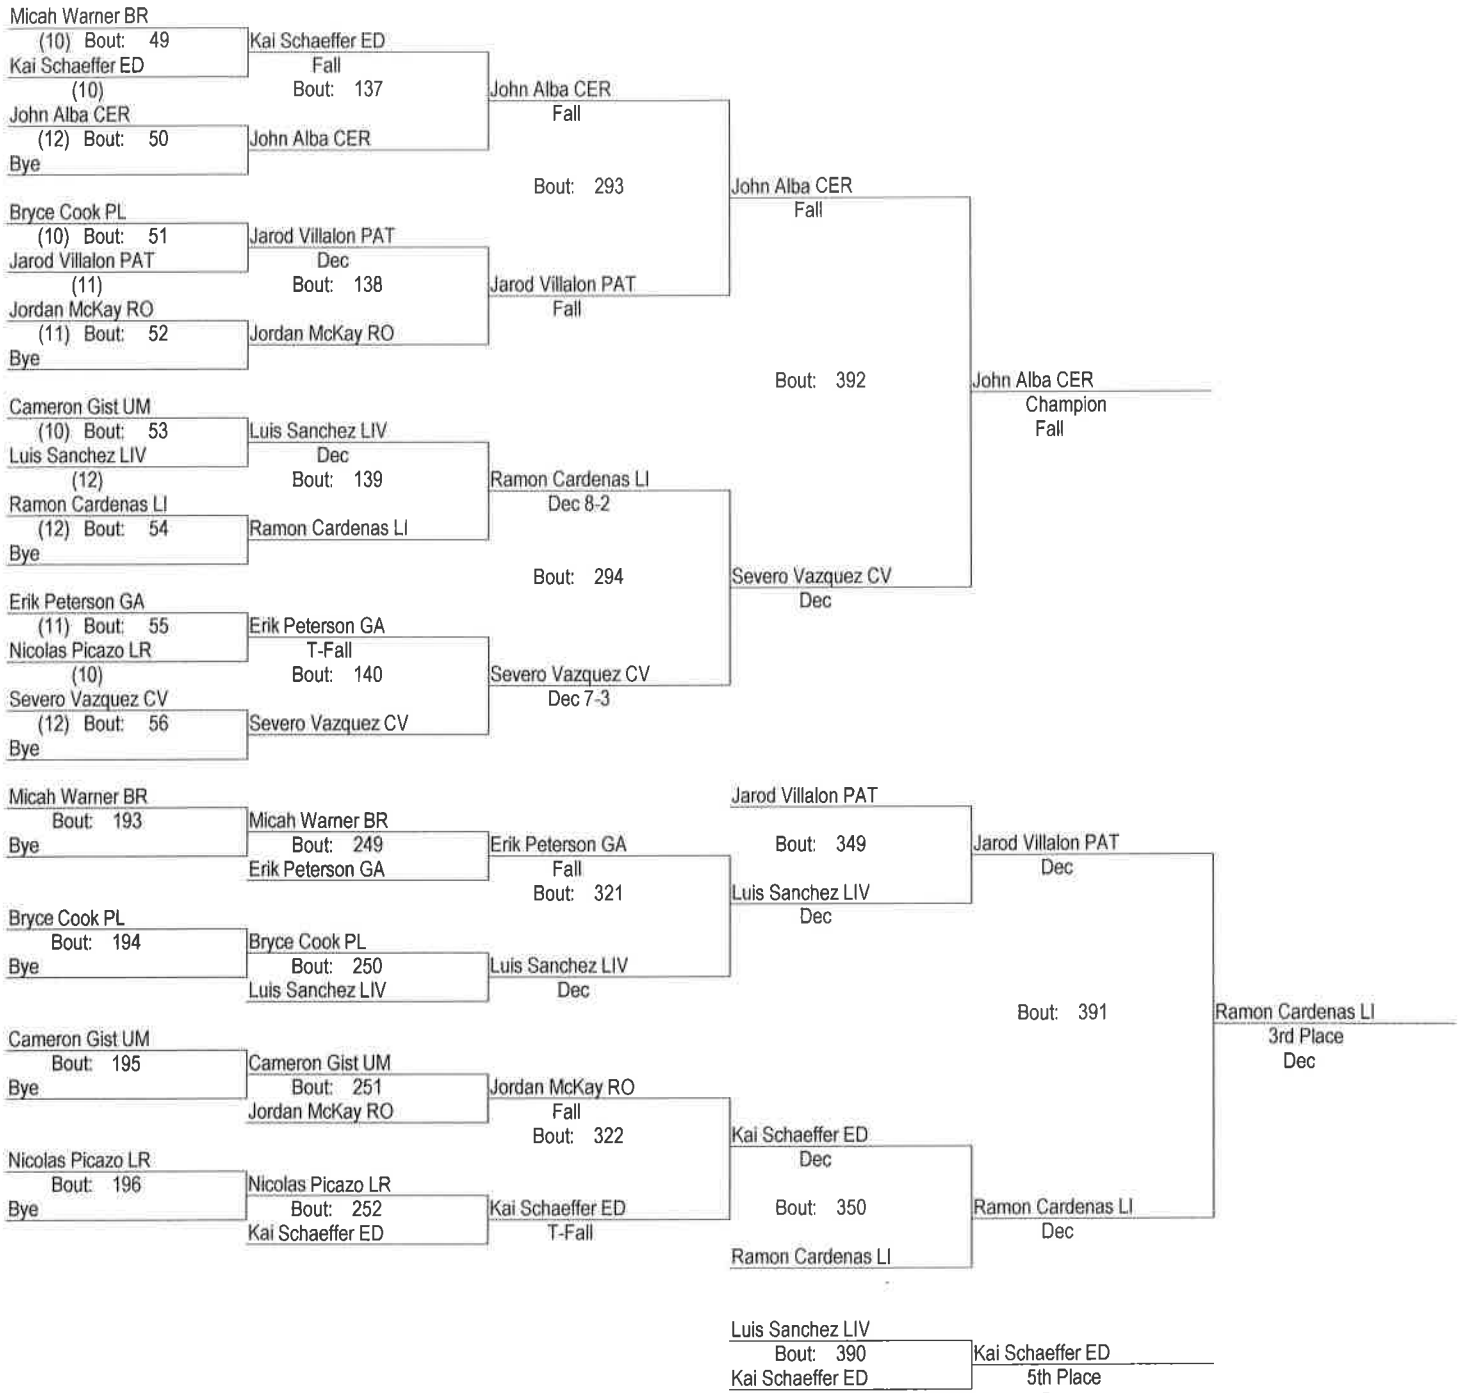 Micah Warner BR
(10) Bout: 49
Kai Schaeffer ED
(10)
John Alba CER
(12) Bout: 50
Bye
Kai Schaeffer ED
Fall
Bout: 137
John Alba CER
John Alba CER
Fall
Bryce Cook PL
(10) Bout: 51
Jarod Villalon PAT
(11)
Jordan McKay RO
(11) Bout: 52
Bye
Jarod Villalon PAT
Dec
Bout: 138
Jordan McKay RO
Bout: 293
Jarod Villalon PAT
Fall
John Alba CER
Fall
Cameron Gist UM
(10) Bout: 53
Luis Sanchez LIV
(12)
Ramon Cardenas LI
(12) Bout: 54
Bye
Luis Sanchez LIV
Dec
Bout: 139
Ramon Cardenas LI
Ramon Cardenas LI
Dec 8-2
Erik Peterson GA
(11) Bout: 55
Nicolas Picazo LR
(10)
Severo Vazquez CV
(12) Bout: 56
Bye
Erik Peterson GA
T-Fall
Bout: 140
Severo Vazquez CV
Bout: 294
Severo Vazquez CV
Dec 7-3
Severo Vazquez CV
Dec
Bout: 392
John Alba CER
Champion
Fall
Micah Warner BR
Bout: 193
Bye
Micah Warner BR
Bout: 249
Erik Peterson GA
Erik Peterson GA
Fall
Bout: 321
Bryce Cook PL
Bout: 194
Bye
Bryce Cook PL
Bout: 250
Luis Sanchez LIV
Luis Sanchez LIV
Dec
Jarod Villalon PAT
Bout: 349
Luis Sanchez LIV
Dec
Jarod Villalon PAT
Dec
Cameron Gist UM
Bout: 195
Bye
Cameron Gist UM
Bout: 251
Jordan McKay RO
Jordan McKay RO
Fall
Bout: 322
Nicolas Picazo LR
Bout: 196
Bye
Nicolas Picazo LR
Bout: 252
Kai Schaeffer ED
Kai Schaeffer ED
T-Fall
Kai Schaeffer ED
Dec
Bout: 350
Ramon Cardenas LI
Ramon Cardenas LI
Dec
Bout: 391
Ramon Cardenas LI
3rd Place
Dec
Luis Sanchez LIV
Bout: 390
Kai Schaeffer ED
Kai Schaeffer ED
5th Place